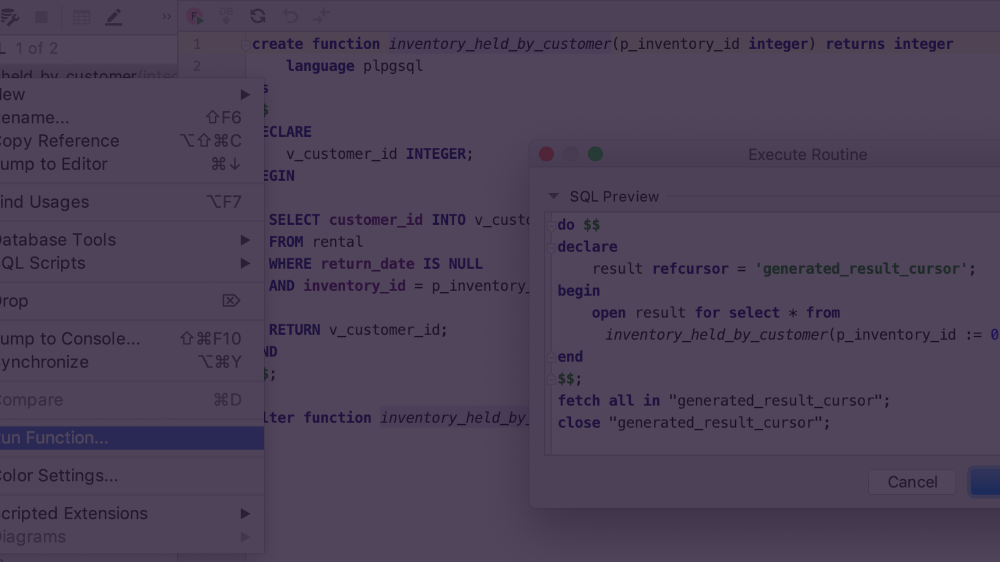 DB
L 1 of 2
held_by_customer(integ
ew
ename... ⇧F6
opy Reference ⌥⇧⌘C
ump to Editor ⌘↓
ind Usages ⌥F7
atabase Tools
QL Scripts
rop
ump to Console... ⇧⌘F10
ynchronize ⌥⌘Y
ompare ⌘D
un Function...
olor Settings...
cripted Extensions
iagrams
1 create function inventory_held_by_customer(p_inventory_id integer) returns integer
2 language plpgsql
s
$
ECLARE
v_customer_id INTEGER;
EGIN
SELECT customer_id INTO v_custo
FROM rental
WHERE return_date IS NULL
AND inventory_id = p_inventory_
RETURN v_customer_id;
ND
$;
lter function inventory_held_by_
Execute Routine
SQL Preview
do $$
declare
result refcursor = 'generated_result_cursor';
begin
open result for select * from
inventory_held_by_customer(p_inventory_id := 0
end
$$;
fetch all in "generated_result_cursor";
close "generated_result_cursor";
Cancel